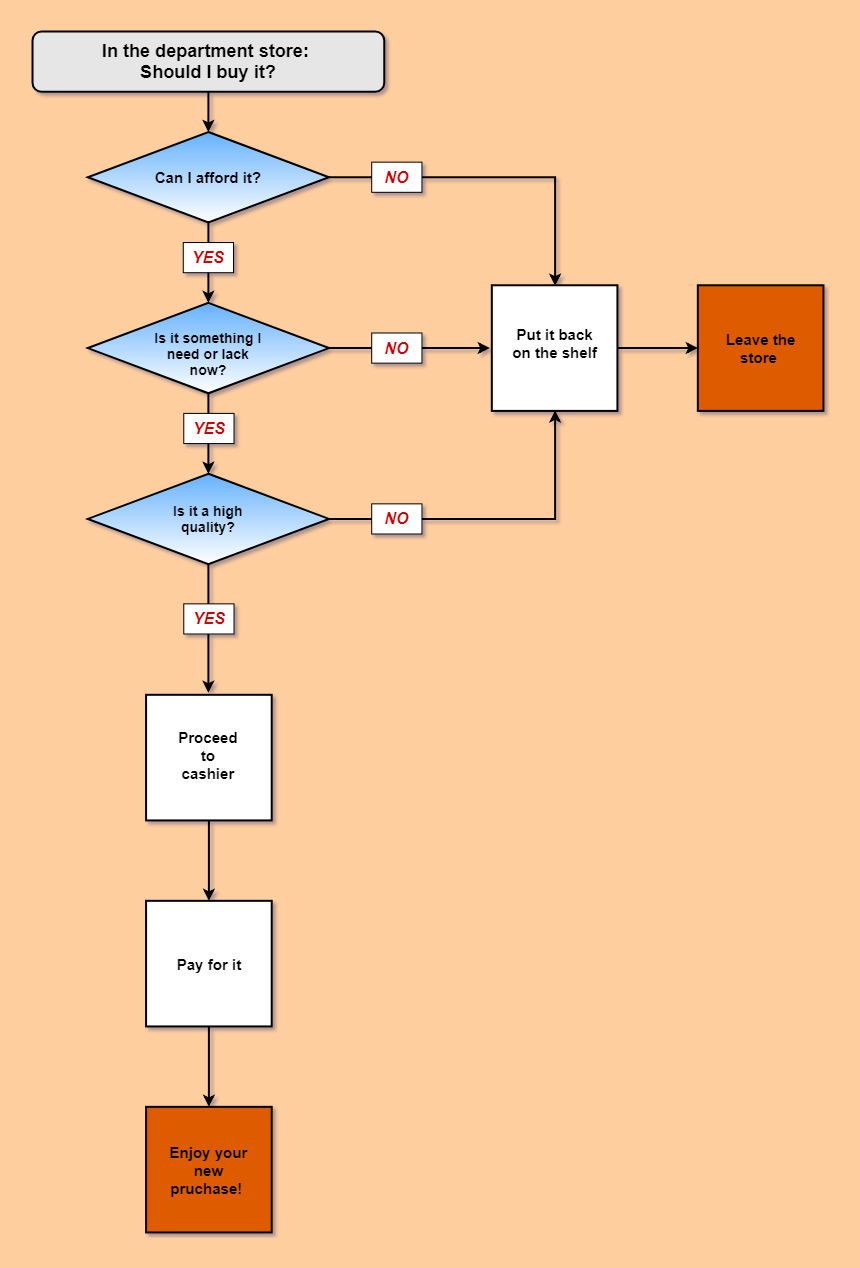 In the department store:
Should I buy it?
Can I afford it?
NO
YES
Is it something I
need or lack
now?
NO
Put it back
on the shelf
Leave the
store
YES
Is it a high
quality?
NO
YES
Proceed
to
cashier
Pay for it
Enjoy your
new
pruchase!